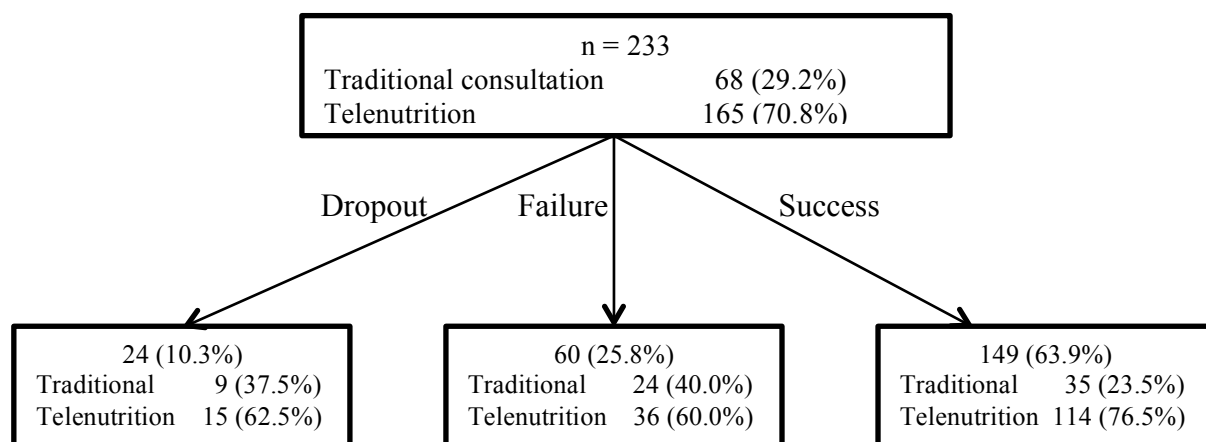 n = 233
Traditional consultation 68 (29.2%)
Telenutrition 165 (70.8%)
Dropout Failure Success
24 (10.3%) 60 (25.8%) 149 (63.9%)
Traditional 9 (37.5%) Traditional 24 (40.0%) Traditional 35 (23.5%)
Telenutrition 15 (62.5%) Telenutrition 36 (60.0%) Telenutrition 114 (76.5%)